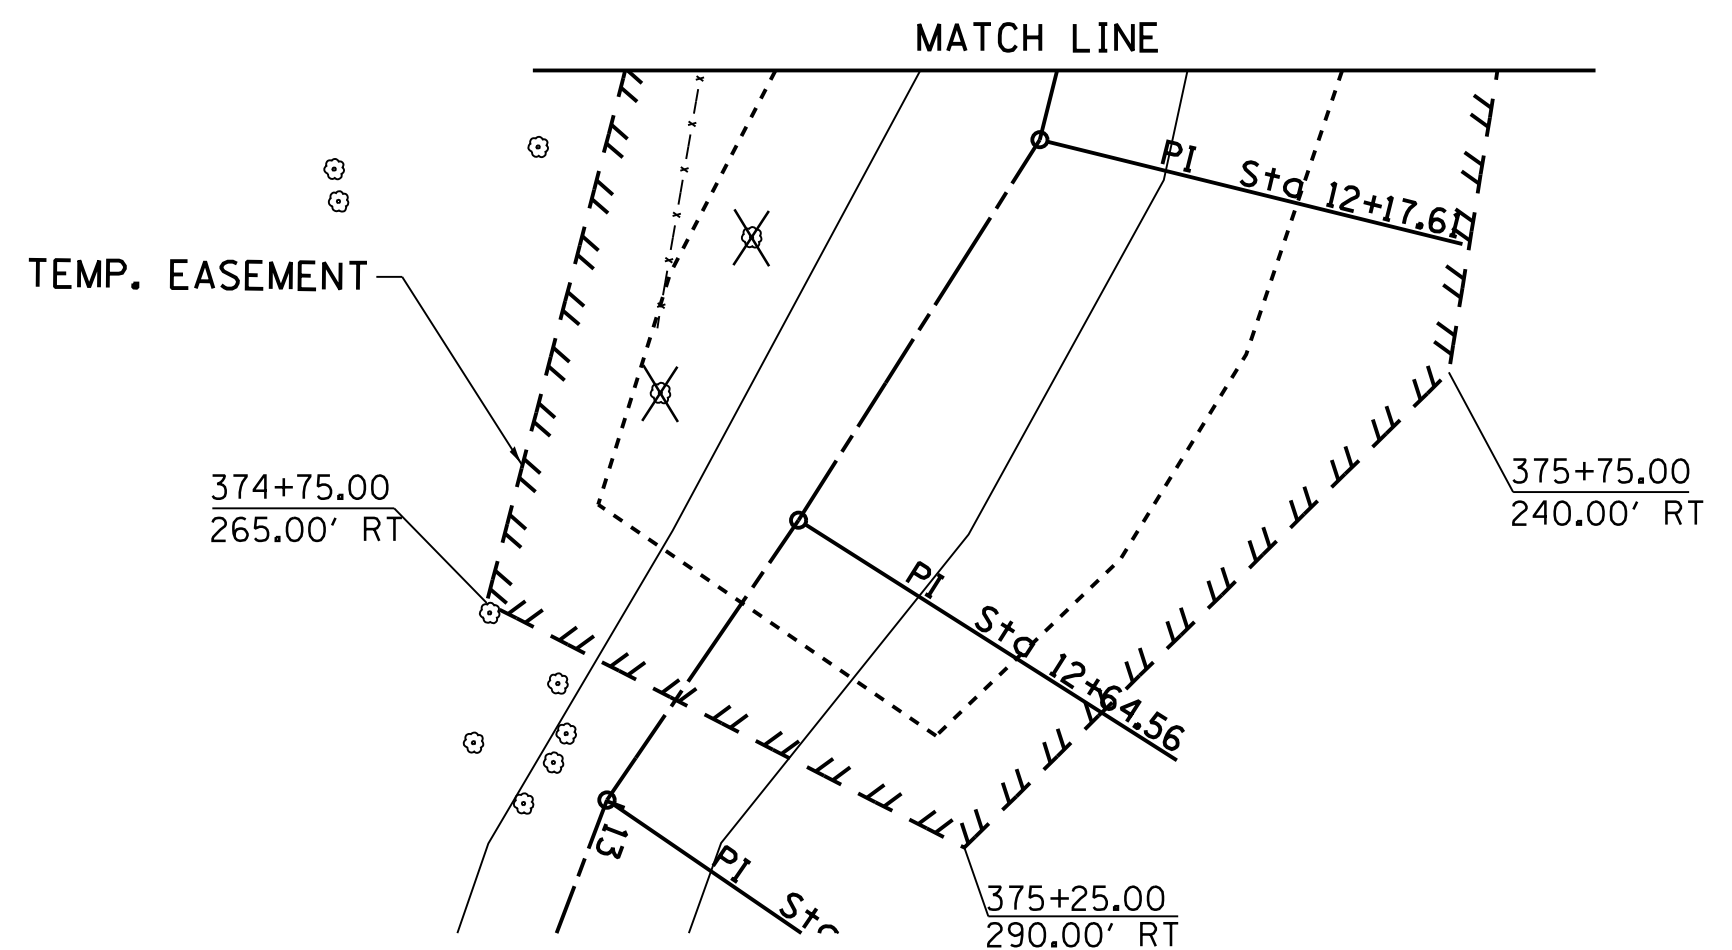 MATCH LINE
PI Sta 12+17.61
TEMP. EASEMENT
374+75.00
265.00' RT
375+75.00
240.00' RT
PI Sta 12+64.56
13
PI Sta
375+25.00
290.00' RT